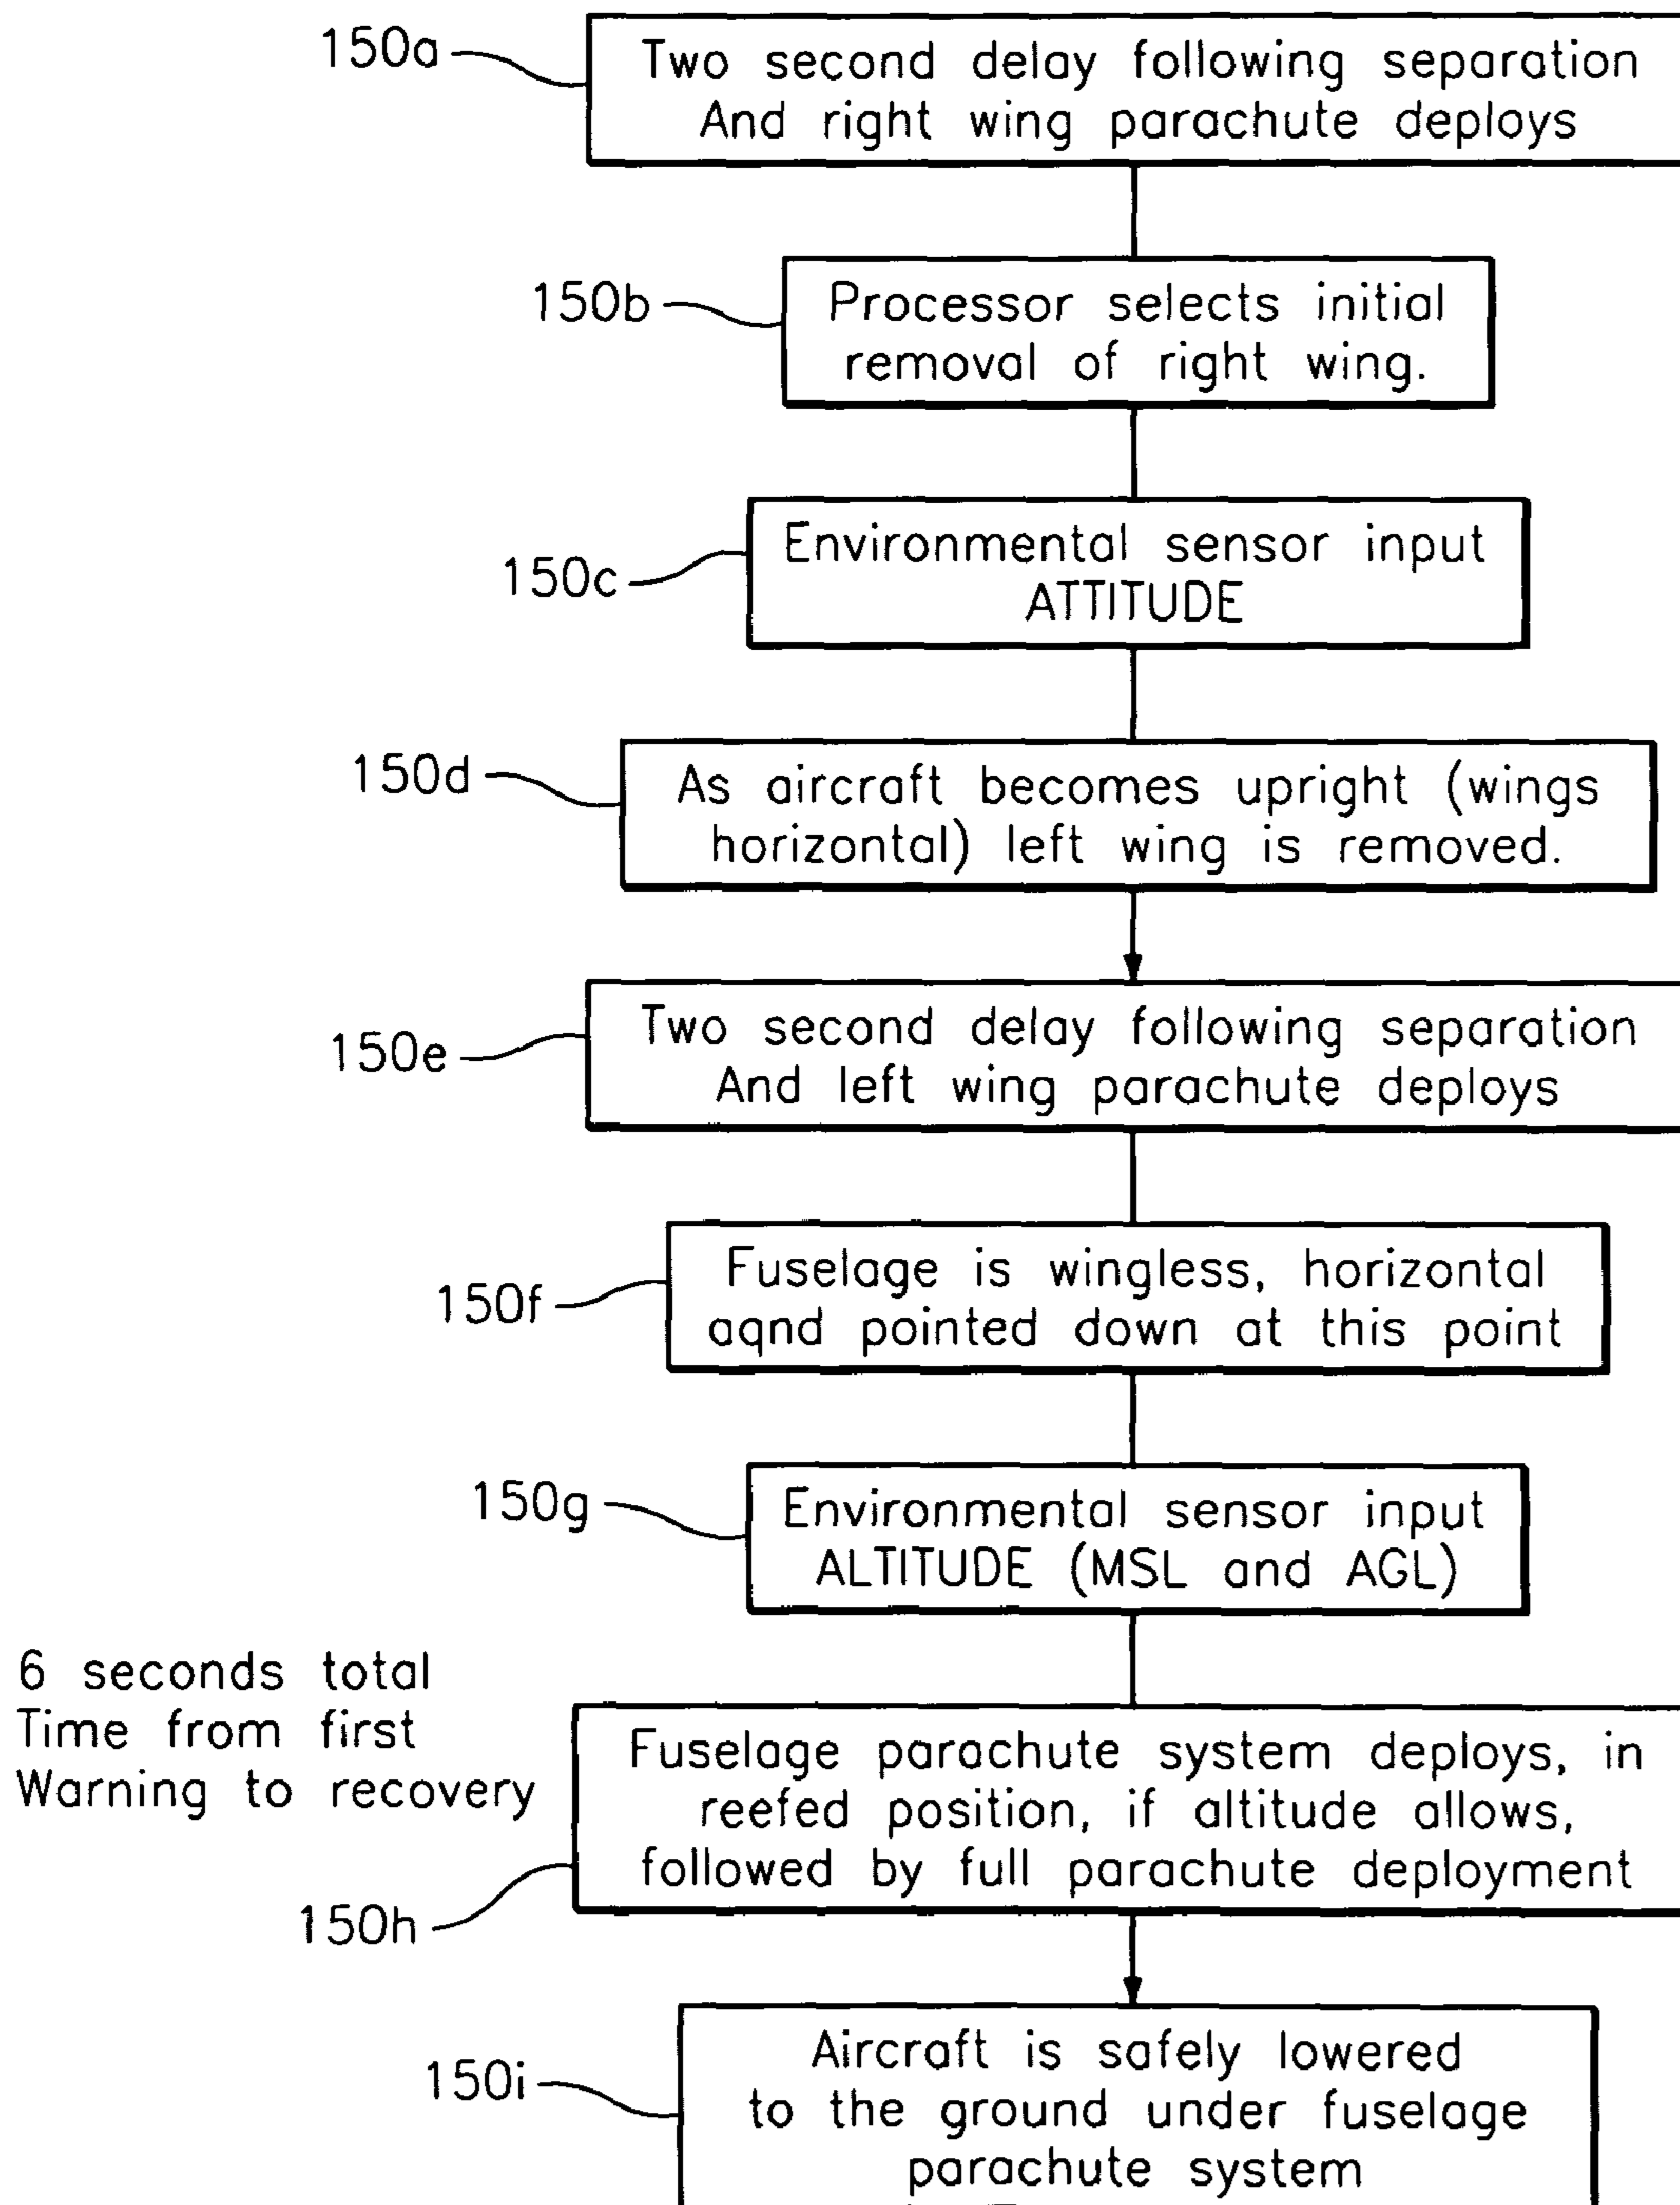 150a
Two second delay following separation
And right wing parachute deploys
150b
Processor selects initial
removal of right wing.
150c
Environmental sensor input
ATTITUDE
150d
As aircraft becomes upright (wings
horizontal) left wing is removed.
150e
Two second delay following separation
And left wing parachute deploys
150f
Fuselage is wingless, horizontal
aqnd pointed down at this point
150g
Environmental sensor input
ALTITUDE (MSL and AGL)
6 seconds total
Time from first
Warning to recovery
150h
Fuselage parachute system deploys, in
reefed position, if altitude allows,
followed by full parachute deployment
150i
Aircraft is safely lowered
to the ground under fuselage
parachute system